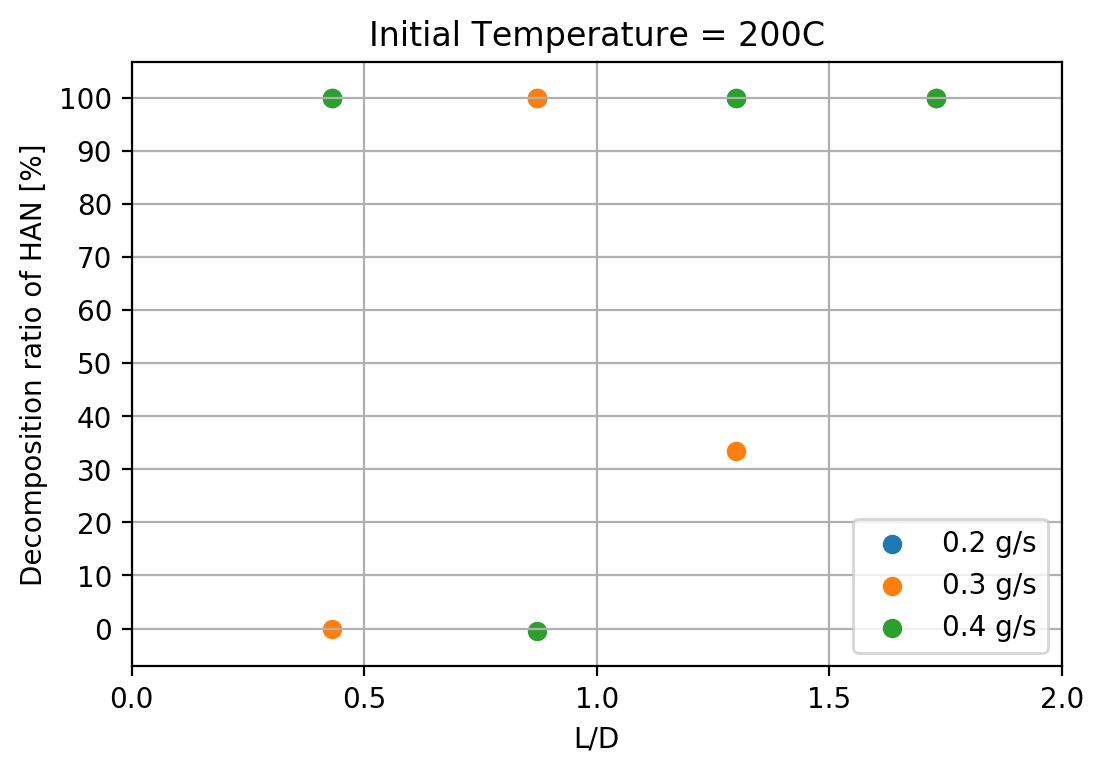 Initial Temperature = 200C
Decomposition ratio of HAN [%]
100
90
80
70
60
50
40
30
20
10
0
0.2 g/s
0.3 g/s
0.4 g/s
0.0 0.5 1.0 1.5 2.0
L/D